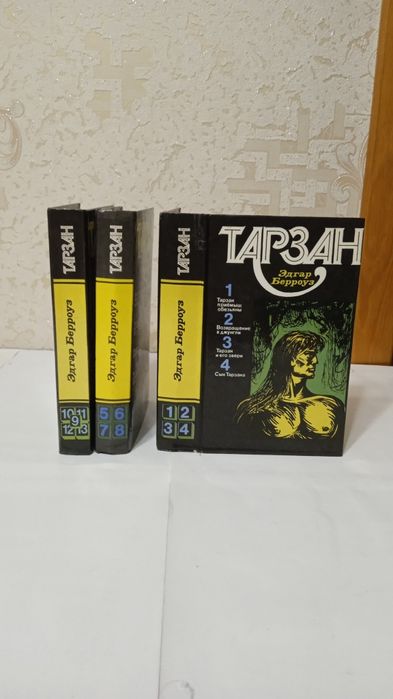 ТАРЗАН
Эдгар Берроуз
10 11
9
12 13
ТАРЗАН
Эдгар Берроуз
5 6
7 8
ТАРЗАН
Эдгар Берроуз
1 2
3 4
ТАРЗАН
Эдгар
Берроуз
1
Тарзан
приёмыш
обезьяны
2
Возвращение
в джунгли
3
Тарзан
и его звери
4
Сын Тарзана